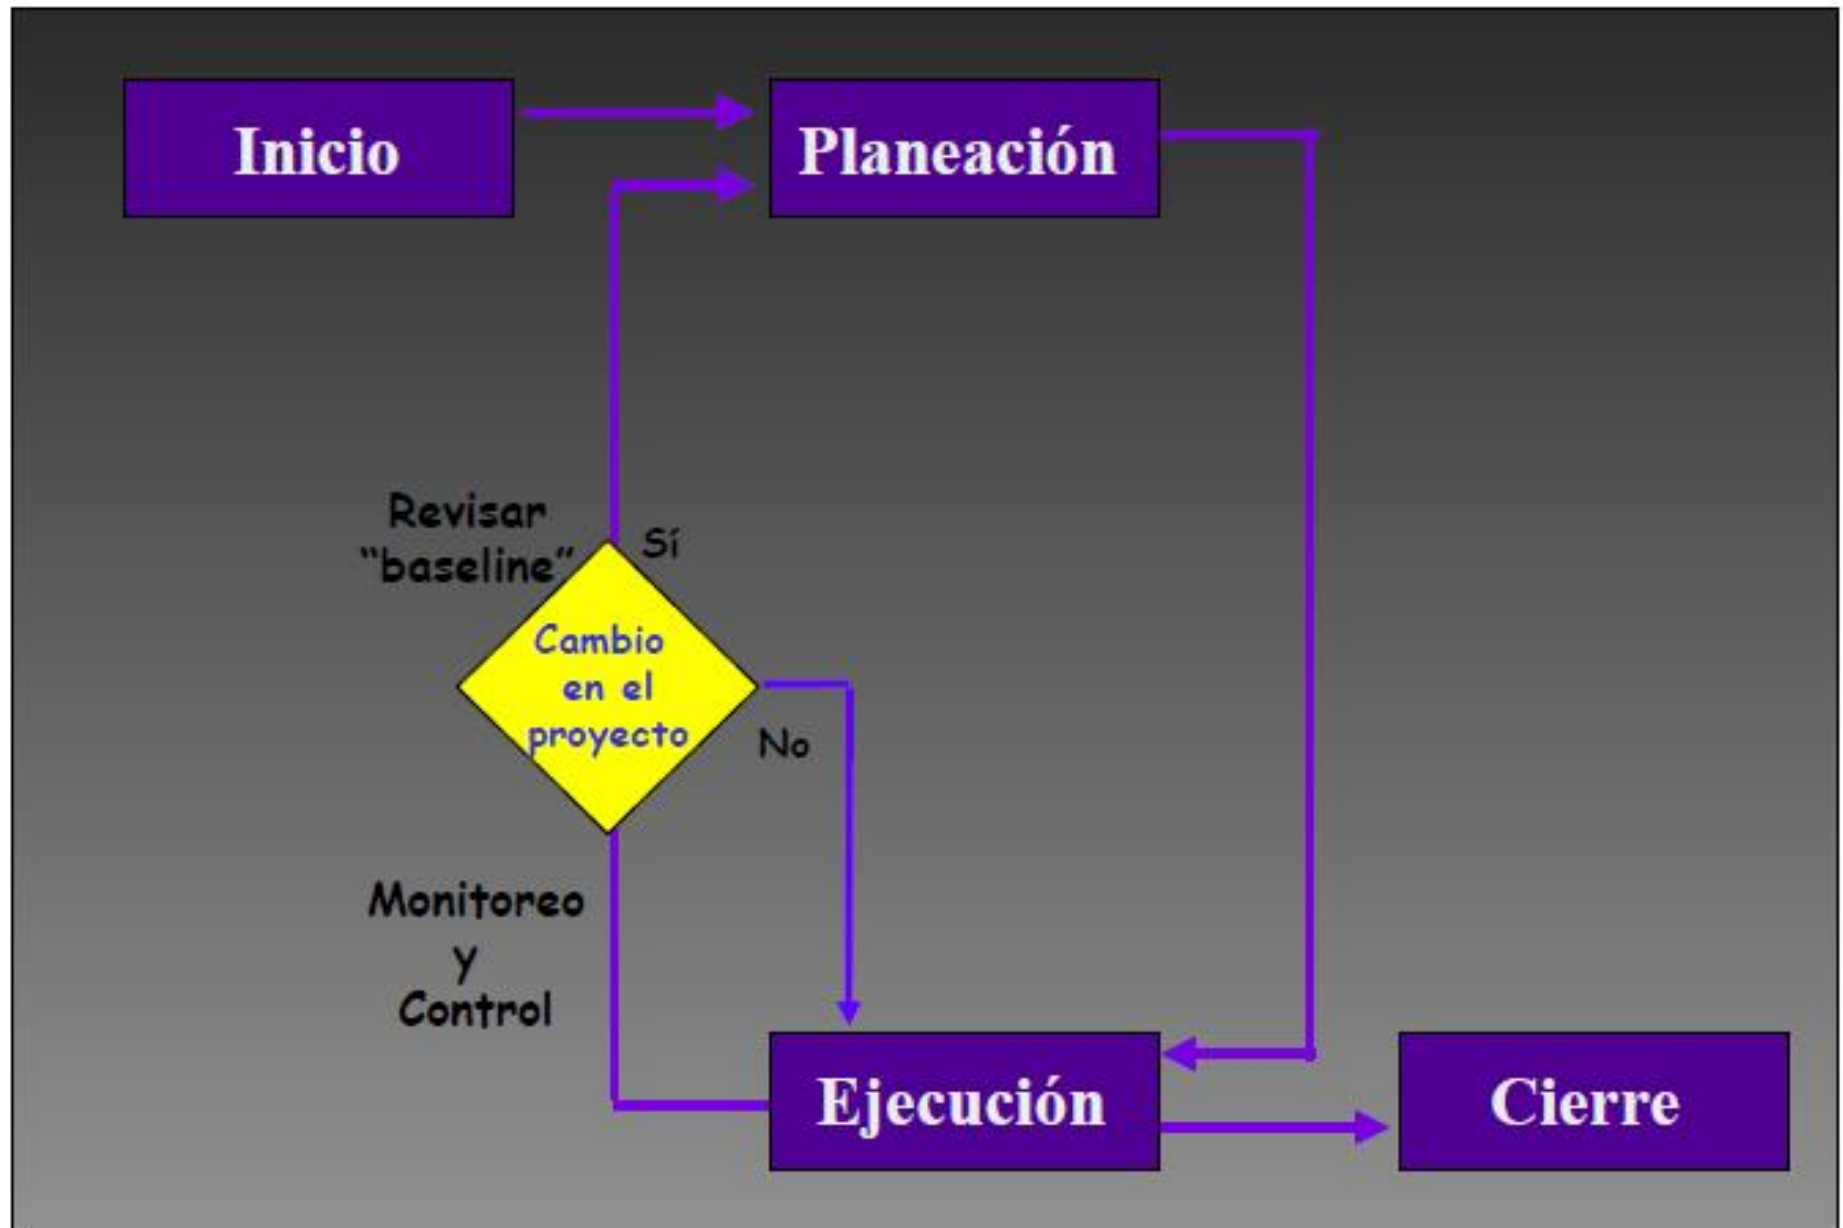 Inicio
Planeación
Revisar
“baseline”
Sí
Cambio
en el
proyecto
No
Monitoreo
y
Control
Ejecución
Cierre